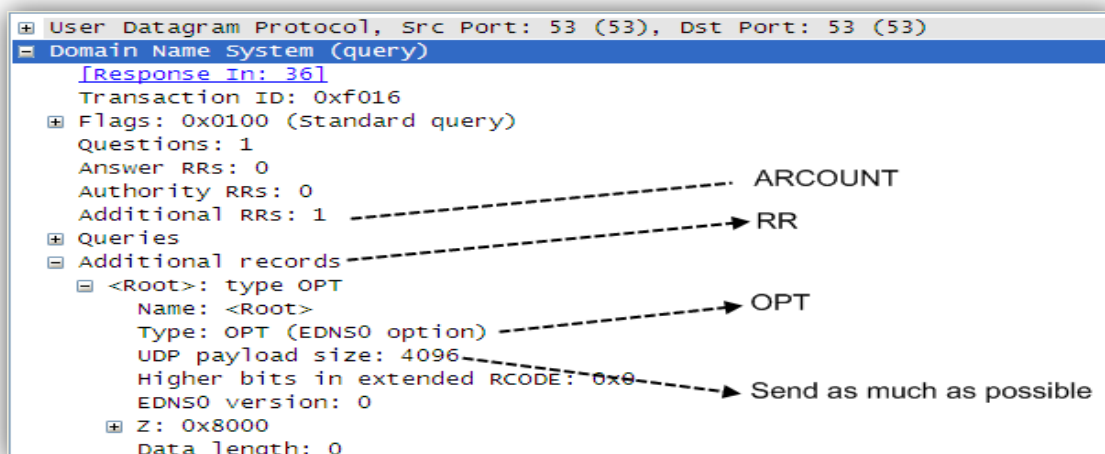 User Datagram Protocol, Src Port: 53 (53), Dst Port: 53 (53)
Domain Name System (query)
[Response In: 36]
Transaction ID: 0xf016
Flags: 0x0100 (Standard query)
Questions: 1
Answer RRs: 0
Authority RRs: 0
ARCOUNT
Additional RRs: 1
RR
Queries
Additional records
<Root>: type OPT
Name: <Root>
OPT
Type: OPT (EDNS0 option)
UDP payload size: 4096
Higher bits in extended RCODE: 0x0
Send as much as possible
EDNS0 version: 0
Z: 0x8000
Data length: 0